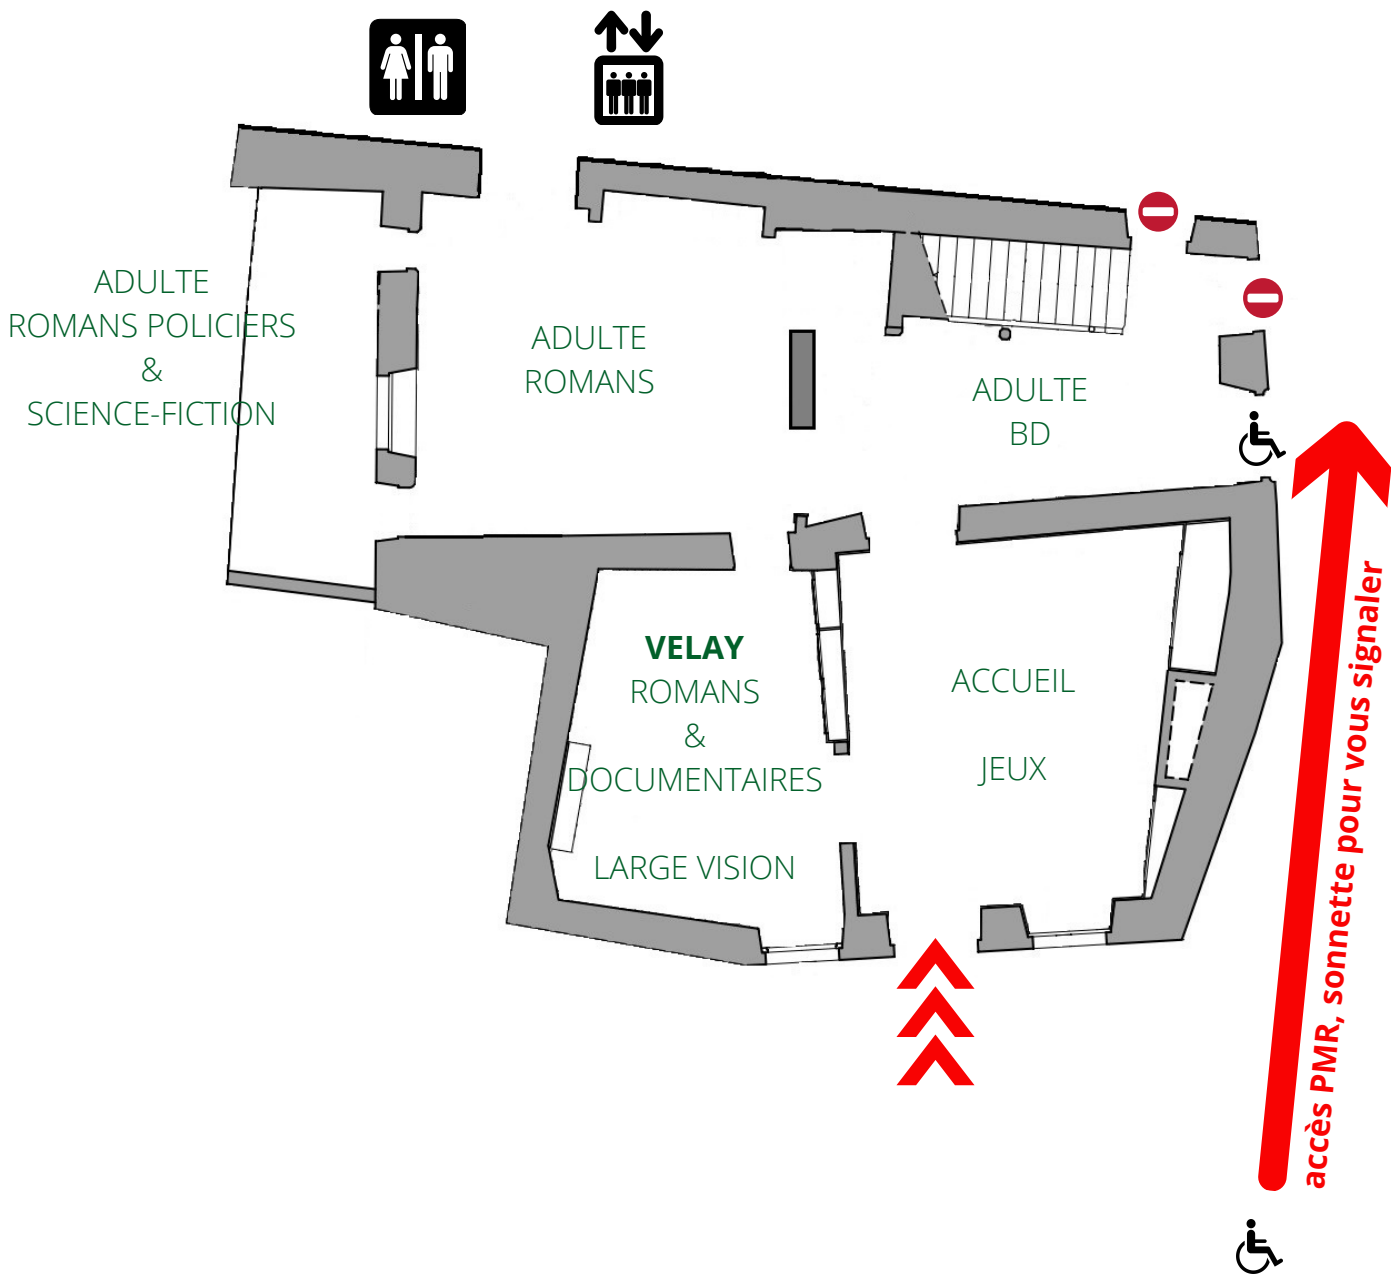 ADULTE
ROMANS POLICIERS
&
SCIENCE-FICTION
ADULTE
ROMANS
ADULTE
BD
VELAY
ROMANS
&
DOCUMENTAIRES
LARGE VISION
ACCUEIL
JEUX
accès PMR, sonnette pour vous signaler